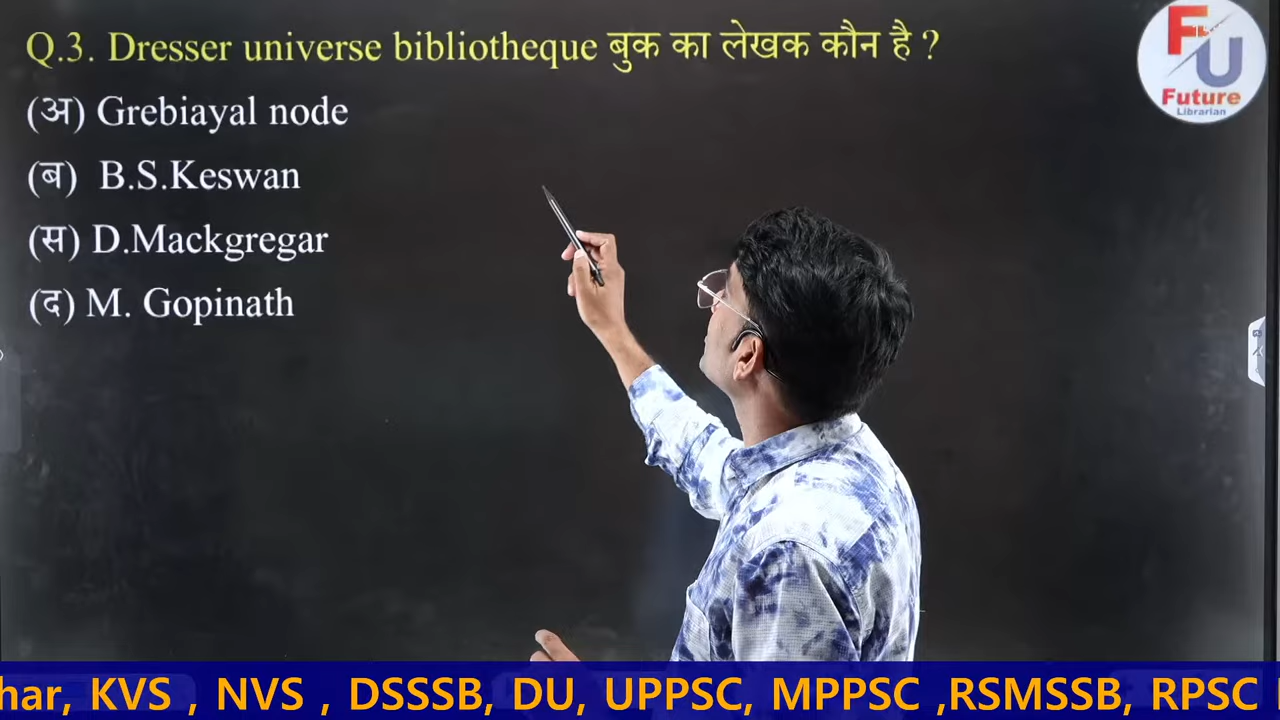 Q.3. Dresser universe bibliotheque बुक का लेखक कौन है ?
(अ) Grebiayal node
(ब) B.S.Keswan
(स) D.Mackgregar
(द) M. Gopinath
FU
Future
Librarian
har, KVS , NVS , DSSSB, DU, UPPSC, MPPSC ,RSMSSB, RPSC